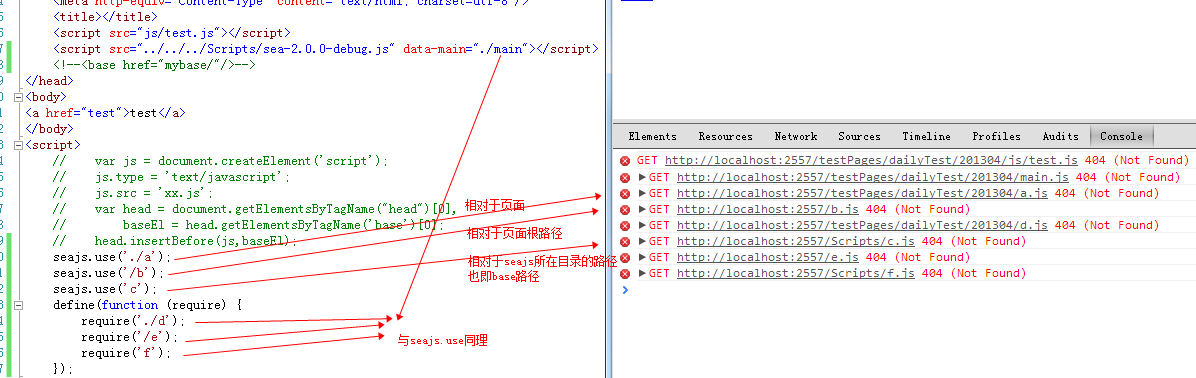 <meta http-equiv="Content-Type" content="text/html; charset=utf-8"/>
<title></title>
<script src="js/test.js"></script>
<script src="../../../Scripts/sea-2.0.0-debug.js" data-main="./main"></script>
<!--<base href="mybase/"/>-->
</head>
<body>
<a href="test">test</a>
</body>
<script>
// var js = document.createElement('script');
// js.type = 'text/javascript';
// js.src = 'xx.js';
// var head = document.getElementsByTagName("head")[0],
// baseEl = head.getElementsByTagName('base')[0];
// head.insertBefore(js,baseEl);
seajs.use('./a');
seajs.use('/b');
seajs.use('c');
define(function (require) {
require('./d');
require('/e');
require('f');
});
相对于页面
相对于页面根路径
相对于seajs所在目录的路径
也即base路径
与seajs.use同理
Elements Resources Network Sources Timeline Profiles Audits Console
GET http://localhost:2557/testPages/dailyTest/201304/js/test.js 404 (Not Found)
GET http://localhost:2557/testPages/dailyTest/201304/main.js 404 (Not Found)
GET http://localhost:2557/testPages/dailyTest/201304/a.js 404 (Not Found)
GET http://localhost:2557/b.js 404 (Not Found)
GET http://localhost:2557/testPages/dailyTest/201304/d.js 404 (Not Found)
GET http://localhost:2557/Scripts/c.js 404 (Not Found)
GET http://localhost:2557/e.js 404 (Not Found)
GET http://localhost:2557/Scripts/f.js 404 (Not Found)